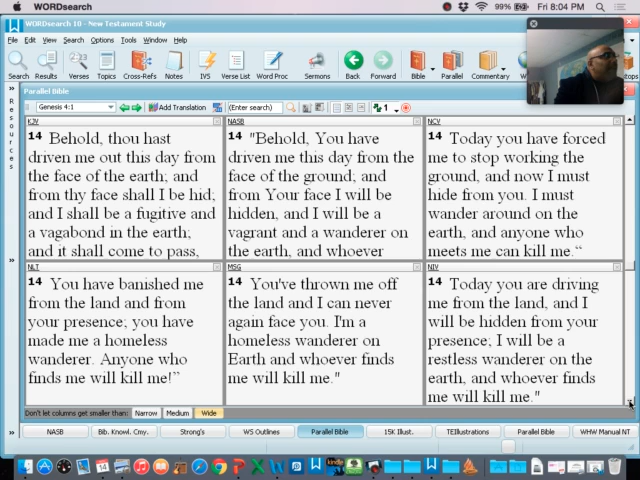 WORDsearch
99%
Fri 8:04 PM
WORDsearch 10 - New Testament Study
File Edit View Search Options Tools Window Help
Search Results Verses Topics Cross-Refs Notes IVS Verse List Word Proc Sermons Back Forward Bible Parallel Commentary
Parallel Bible
Resources
Genesis 4:1 Add Translation (Enter search) 1
KJV
14 Behold, thou hast
driven me out this day from
the face of the earth; and
from thy face shall I be hid;
and I shall be a fugitive and
a vagabond in the earth;
and it shall come to pass,
NASB
14 "Behold, You have
driven me this day from the
face of the ground; and
from Your face I will be
hidden, and I will be a
vagrant and a wanderer on
the earth, and whoever
NCV
14 Today you have forced
me to stop working the
ground, and now I must
hide from you. I must
wander around on the
earth, and anyone who
meets me can kill me.“
NLT
14 You have banished me
from the land and from
your presence; you have
made me a homeless
wanderer. Anyone who
finds me will kill me!”
MSG
14 You've thrown me off
the land and I can never
again face you. I'm a
homeless wanderer on
Earth and whoever finds
me will kill me."
NIV
14 Today you are driving
me from the land, and I
will be hidden from your
presence; I will be a
restless wanderer on the
earth, and whoever finds
me will kill me."
Don't let columns get smaller than: Narrow Medium Wide
NASB Bib. Knowl. Cmy. Strong's WS Outlines Parallel Bible 15K Illust. TEIllustrations Parallel Bible WHW Manual NT